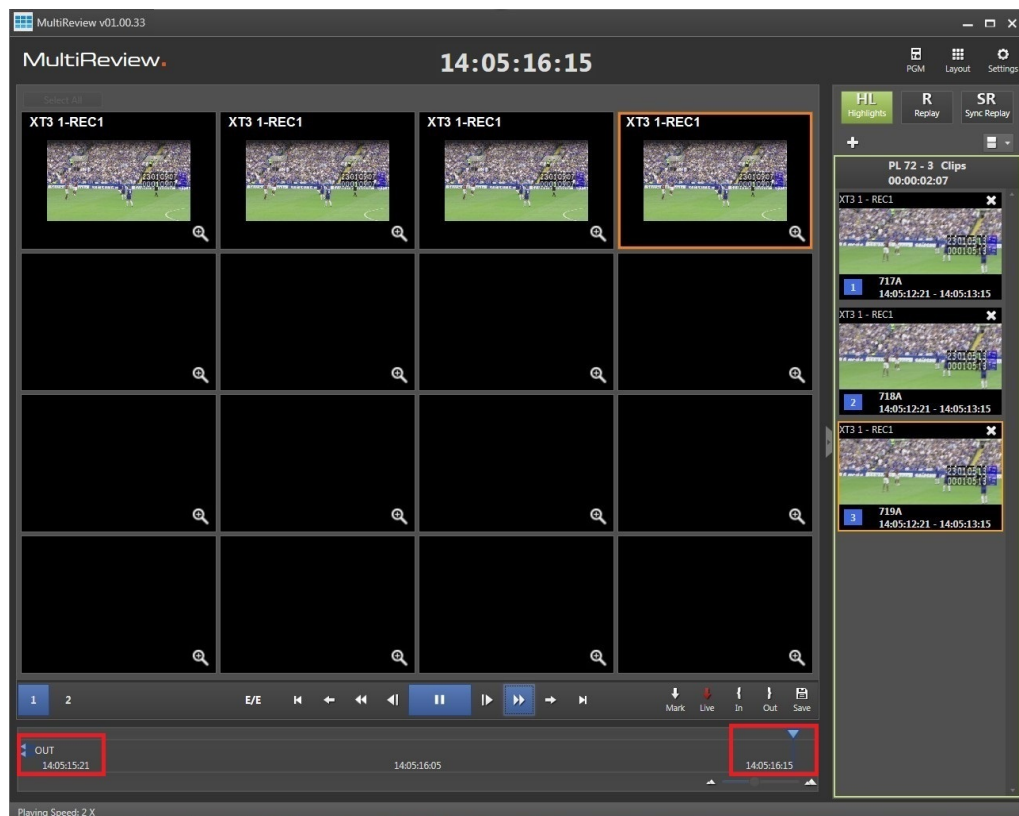 MultiReview v01.00.33
MultiReview.
14:05:16:15
PGM
Layout
Settings
Select All
HL
Highlights
R
Replay
SR
Sync Replay
XT3 1-REC1
XT3 1-REC1
XT3 1-REC1
XT3 1-REC1
PL 72 - 3 Clips
00:00:02:07
XT3 1 - REC1
1
717A
14:05:12:21 - 14:05:13:15
XT3 1 - REC1
2
718A
14:05:12:21 - 14:05:13:15
XT3 1 - REC1
3
719A
14:05:12:21 - 14:05:13:15
1
2
E/E
Mark
Live
In
Out
Save
OUT
14:05:15:21
14:05:16:05
14:05:16:15
Playing Speed: 2 X